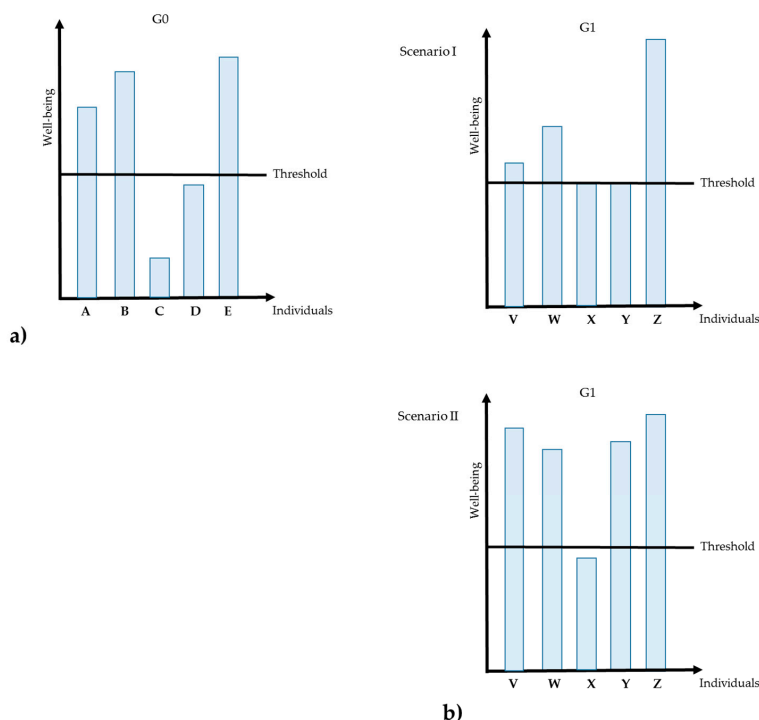 G0
Well-being
Threshold
A B C D E
Individuals
a)
Scenario I
G1
Well-being
Threshold
V W X Y Z
Individuals
Scenario II
G1
Well-being
Threshold
V W X Y Z
Individuals
b)